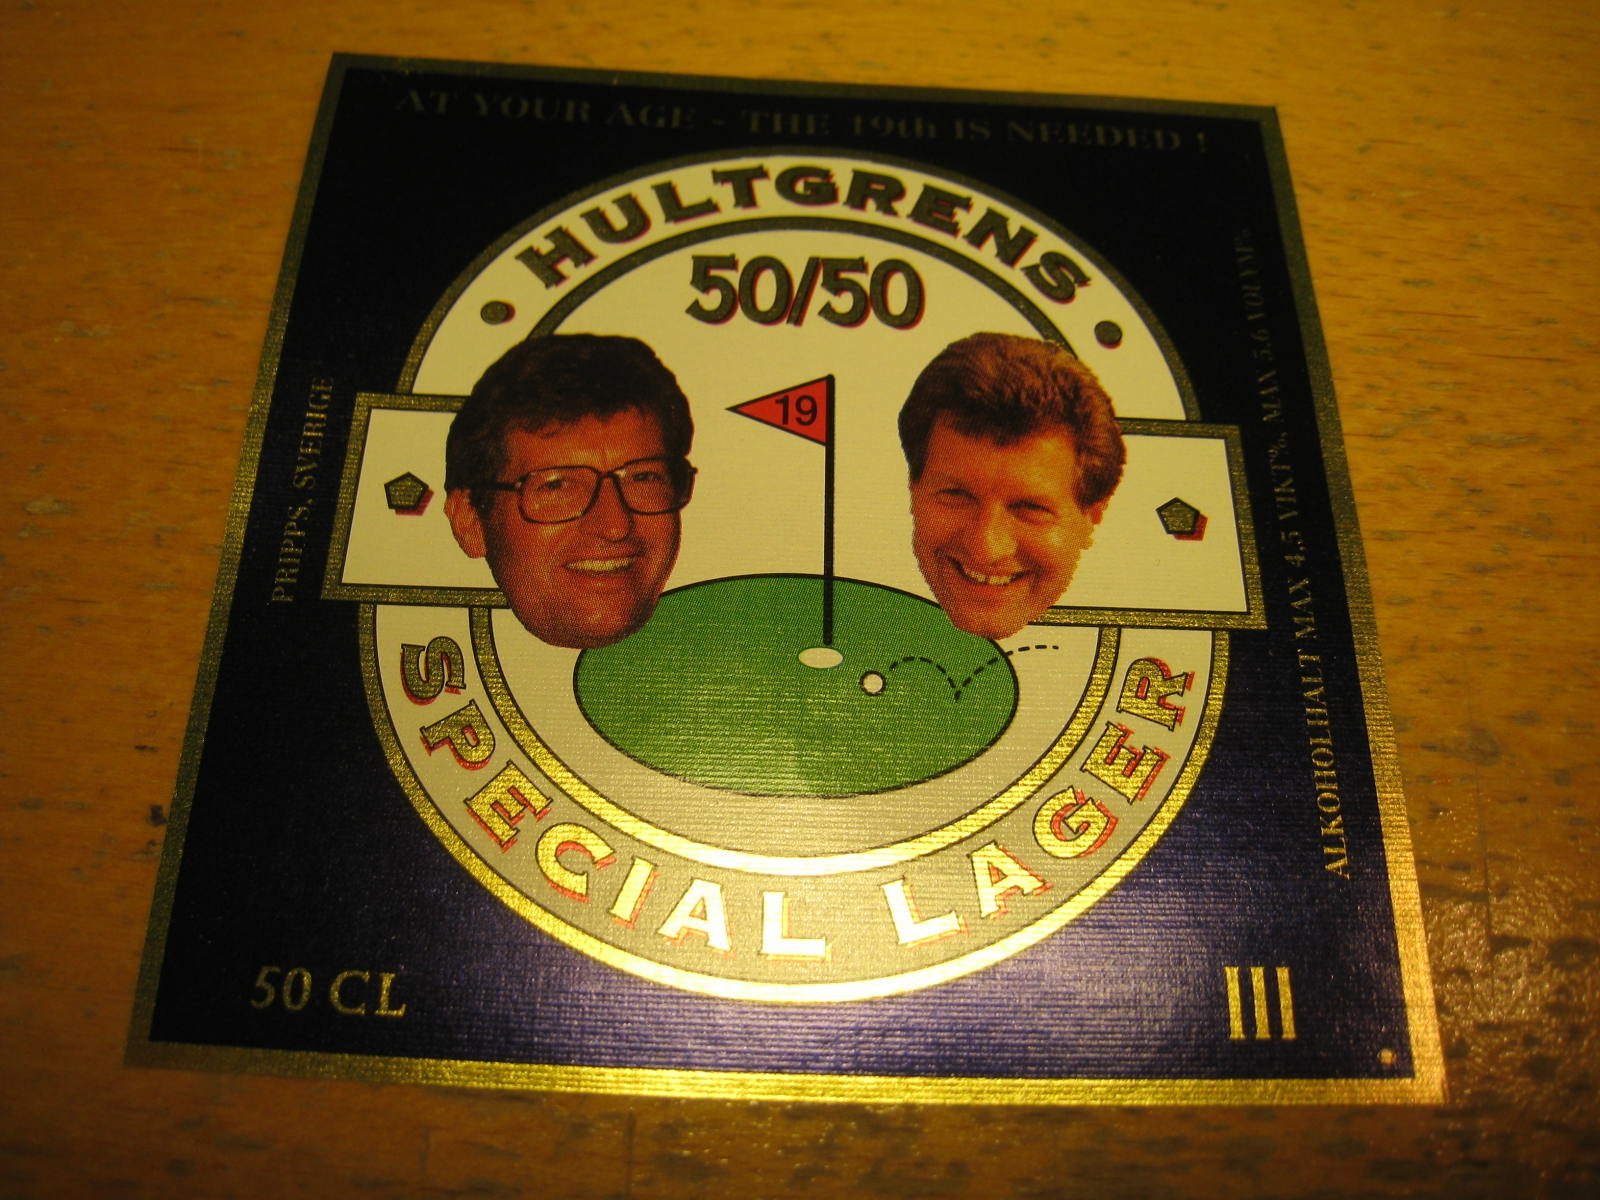 AT YOUR AGE - THE 19th IS NEEDED !
HULTGRENS
50/50
19
SPECIAL LAGER
PRIPPS, SVERIGE
ALKOHOLHALT MAX 4,5 VIKT%, MAX 5,6 VOLYM%
50 CL
III